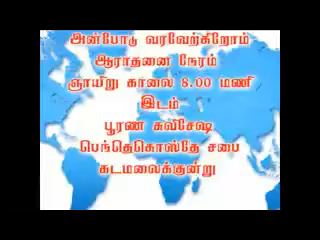 அன்போடு வரவேற்கிறோம்
ஆராதனை நேரம்
ஞாயிறு காலை 8.00 மணி
இடம்
பூரண சுவிசேஷ
பெந்தெகொஸ்தே சபை
கடமலைக்குன்று